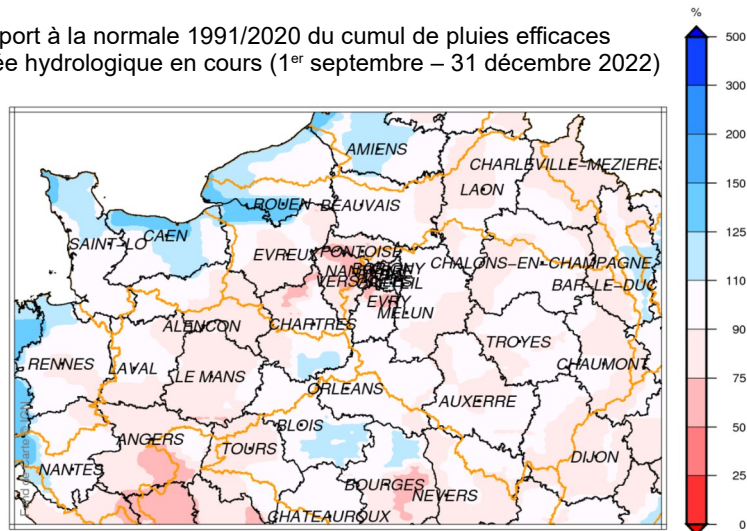 port à la normale 1991/2020 du cumul de pluies efficaces
ée hydrologique en cours (1er septembre – 31 décembre 2022)
%
500
300
200
150
125
110
90
75
50
25
0
AMIENS
CHARLEVILLE-MEZIERES
LAON
ROUEN BEAUVAIS
SAINT-LO CAEN
EVREUX PONTOISE
CHALONS-EN-CHAMPAGNE
BAR-LE-DUC
EVRY
MELUN
ALENCON CHARTRES
TROYES
RENNES LAVAL LE MANS
CHAUMONT
ORLEANS
AUXERRE
BLOIS
ANGERS TOURS
DIJON
NANTES
BOURGES
NEVERS
CHATEAUROUX